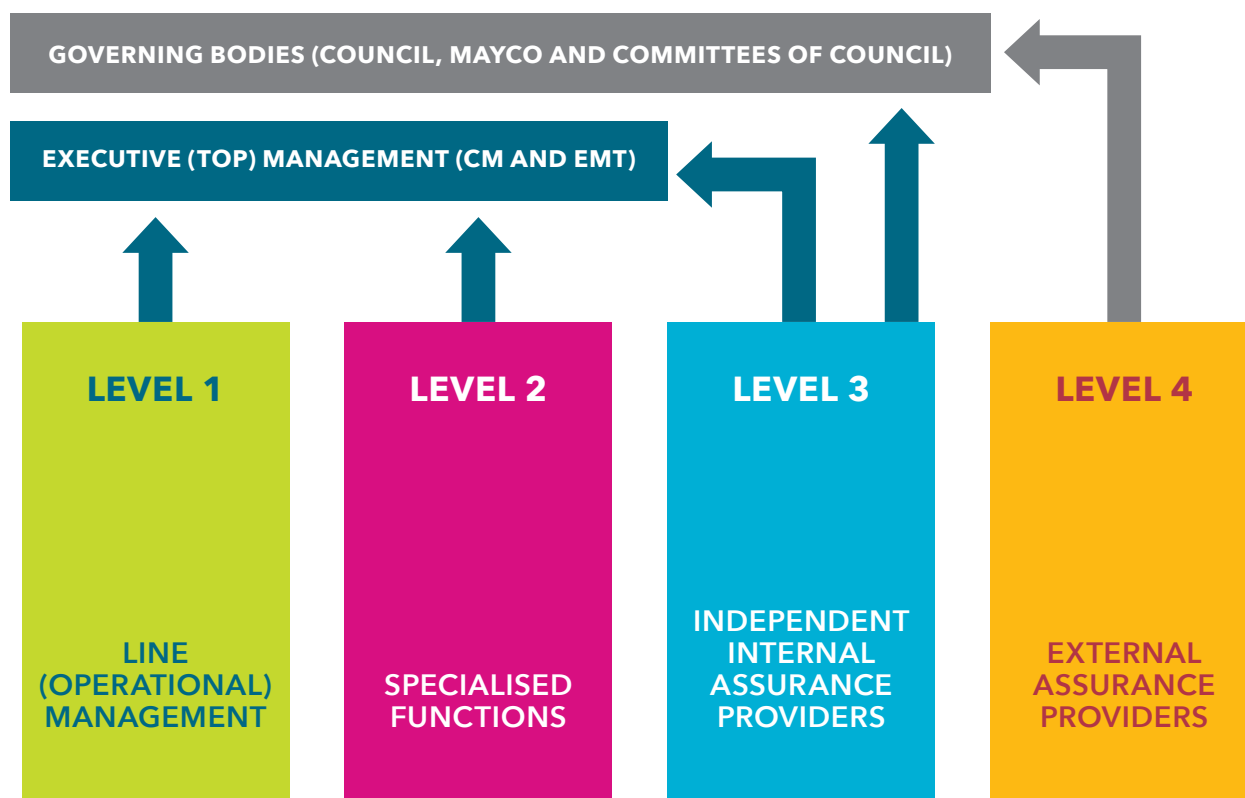 GOVERNING BODIES (COUNCIL, MAYCO AND COMMITTEES OF COUNCIL)
EXECUTIVE (TOP) MANAGEMENT (CM AND EMT)
LEVEL 1
LINE
(OPERATIONAL)
MANAGEMENT
LEVEL 2
SPECIALISED
FUNCTIONS
LEVEL 3
INDEPENDENT
INTERNAL
ASSURANCE
PROVIDERS
LEVEL 4
EXTERNAL
ASSURANCE
PROVIDERS